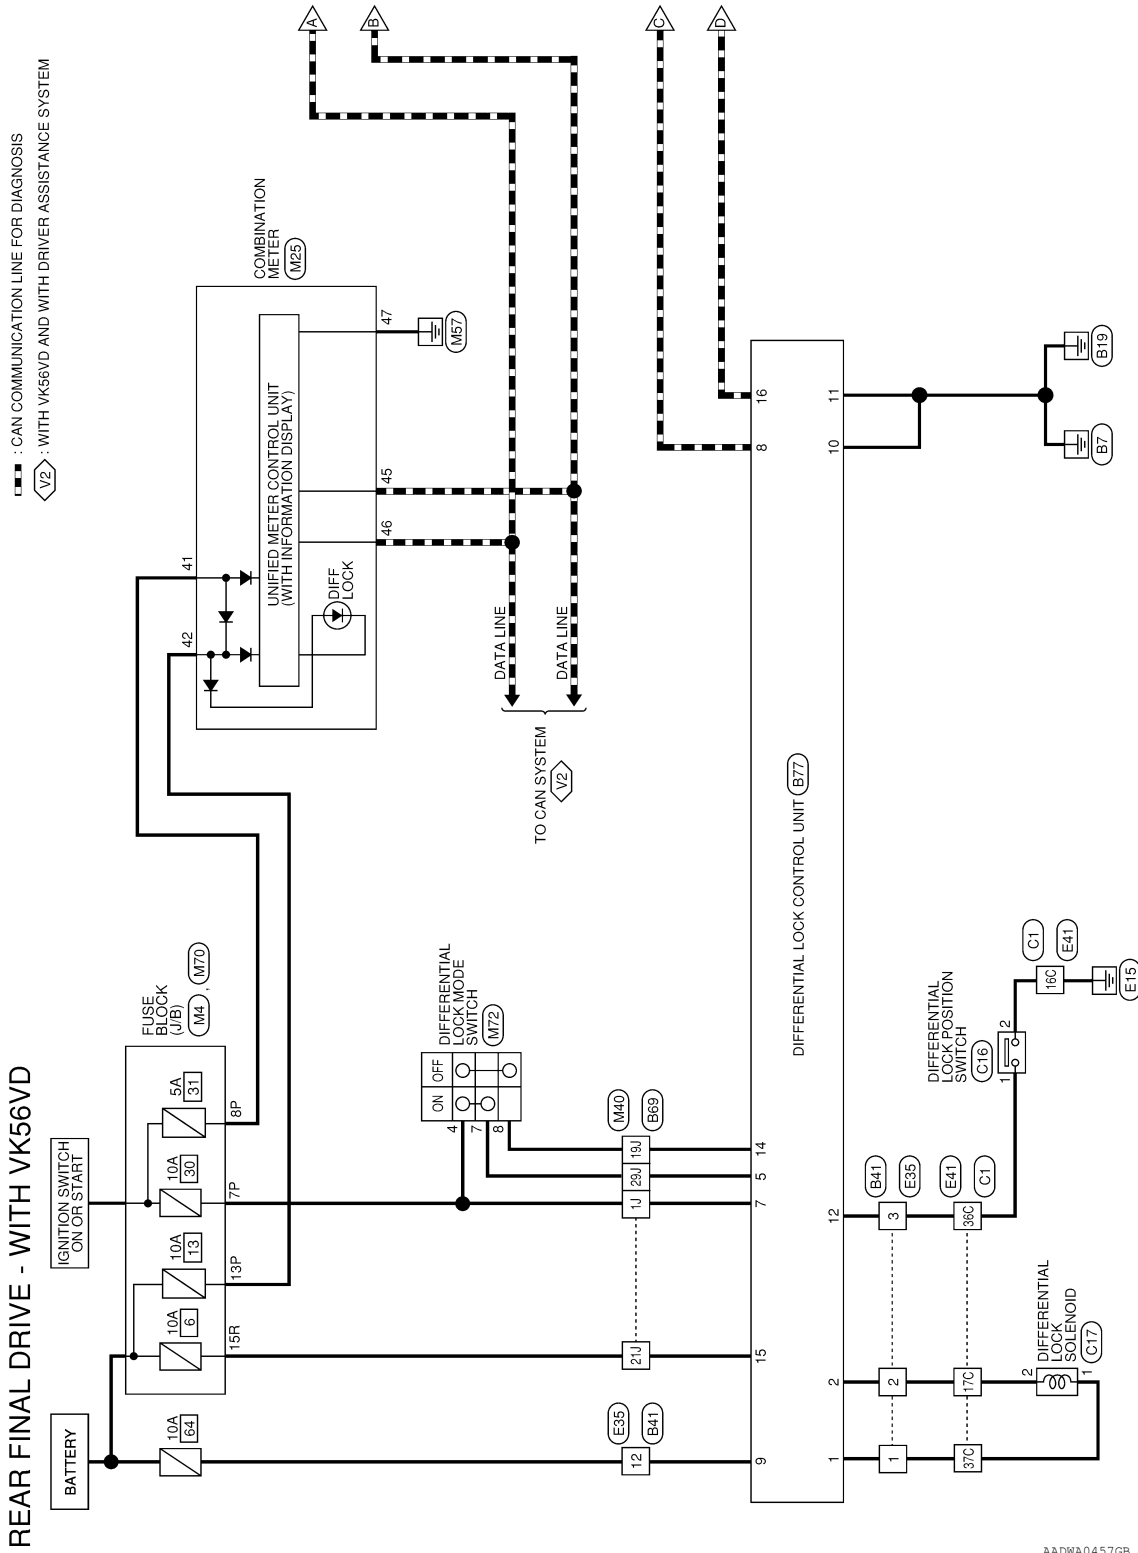 REAR FINAL DRIVE - WITH VK56VD
: CAN COMMUNICATION LINE FOR DIAGNOSIS
V2 : WITH VK56VD AND WITH DRIVER ASSISTANCE SYSTEM
BATTERY
IGNITION SWITCH
ON OR START
FUSE
BLOCK
(J/B)
M4 , M70
10A
64
10A
6
10A
13
10A
30
5A
31
15R
13P
7P
8P
42
41
COMBINATION
METER
M25
UNIFIED METER CONTROL UNIT
(WITH INFORMATION DISPLAY)
DIFF
LOCK
46
45
47
M57
A
B
C
D
DATA LINE
DATA LINE
TO CAN SYSTEM
V2
DIFFERENTIAL
LOCK MODE
SWITCH
M72
ON
OFF
4
7
8
E35
B41
12
21J
1J
29J
19J
M40
B69
9
15
7
5
14
8
16
DIFFERENTIAL LOCK CONTROL UNIT B77
1
2
12
10
11
1
2
3
B41
E35
37C
17C
36C
E41
C1
2
1
DIFFERENTIAL
LOCK
SOLENOID
C17
DIFFERENTIAL
LOCK POSITION
SWITCH
C16
1
2
16C
C1
E41
E15
B7
B19
AADWA0457GB